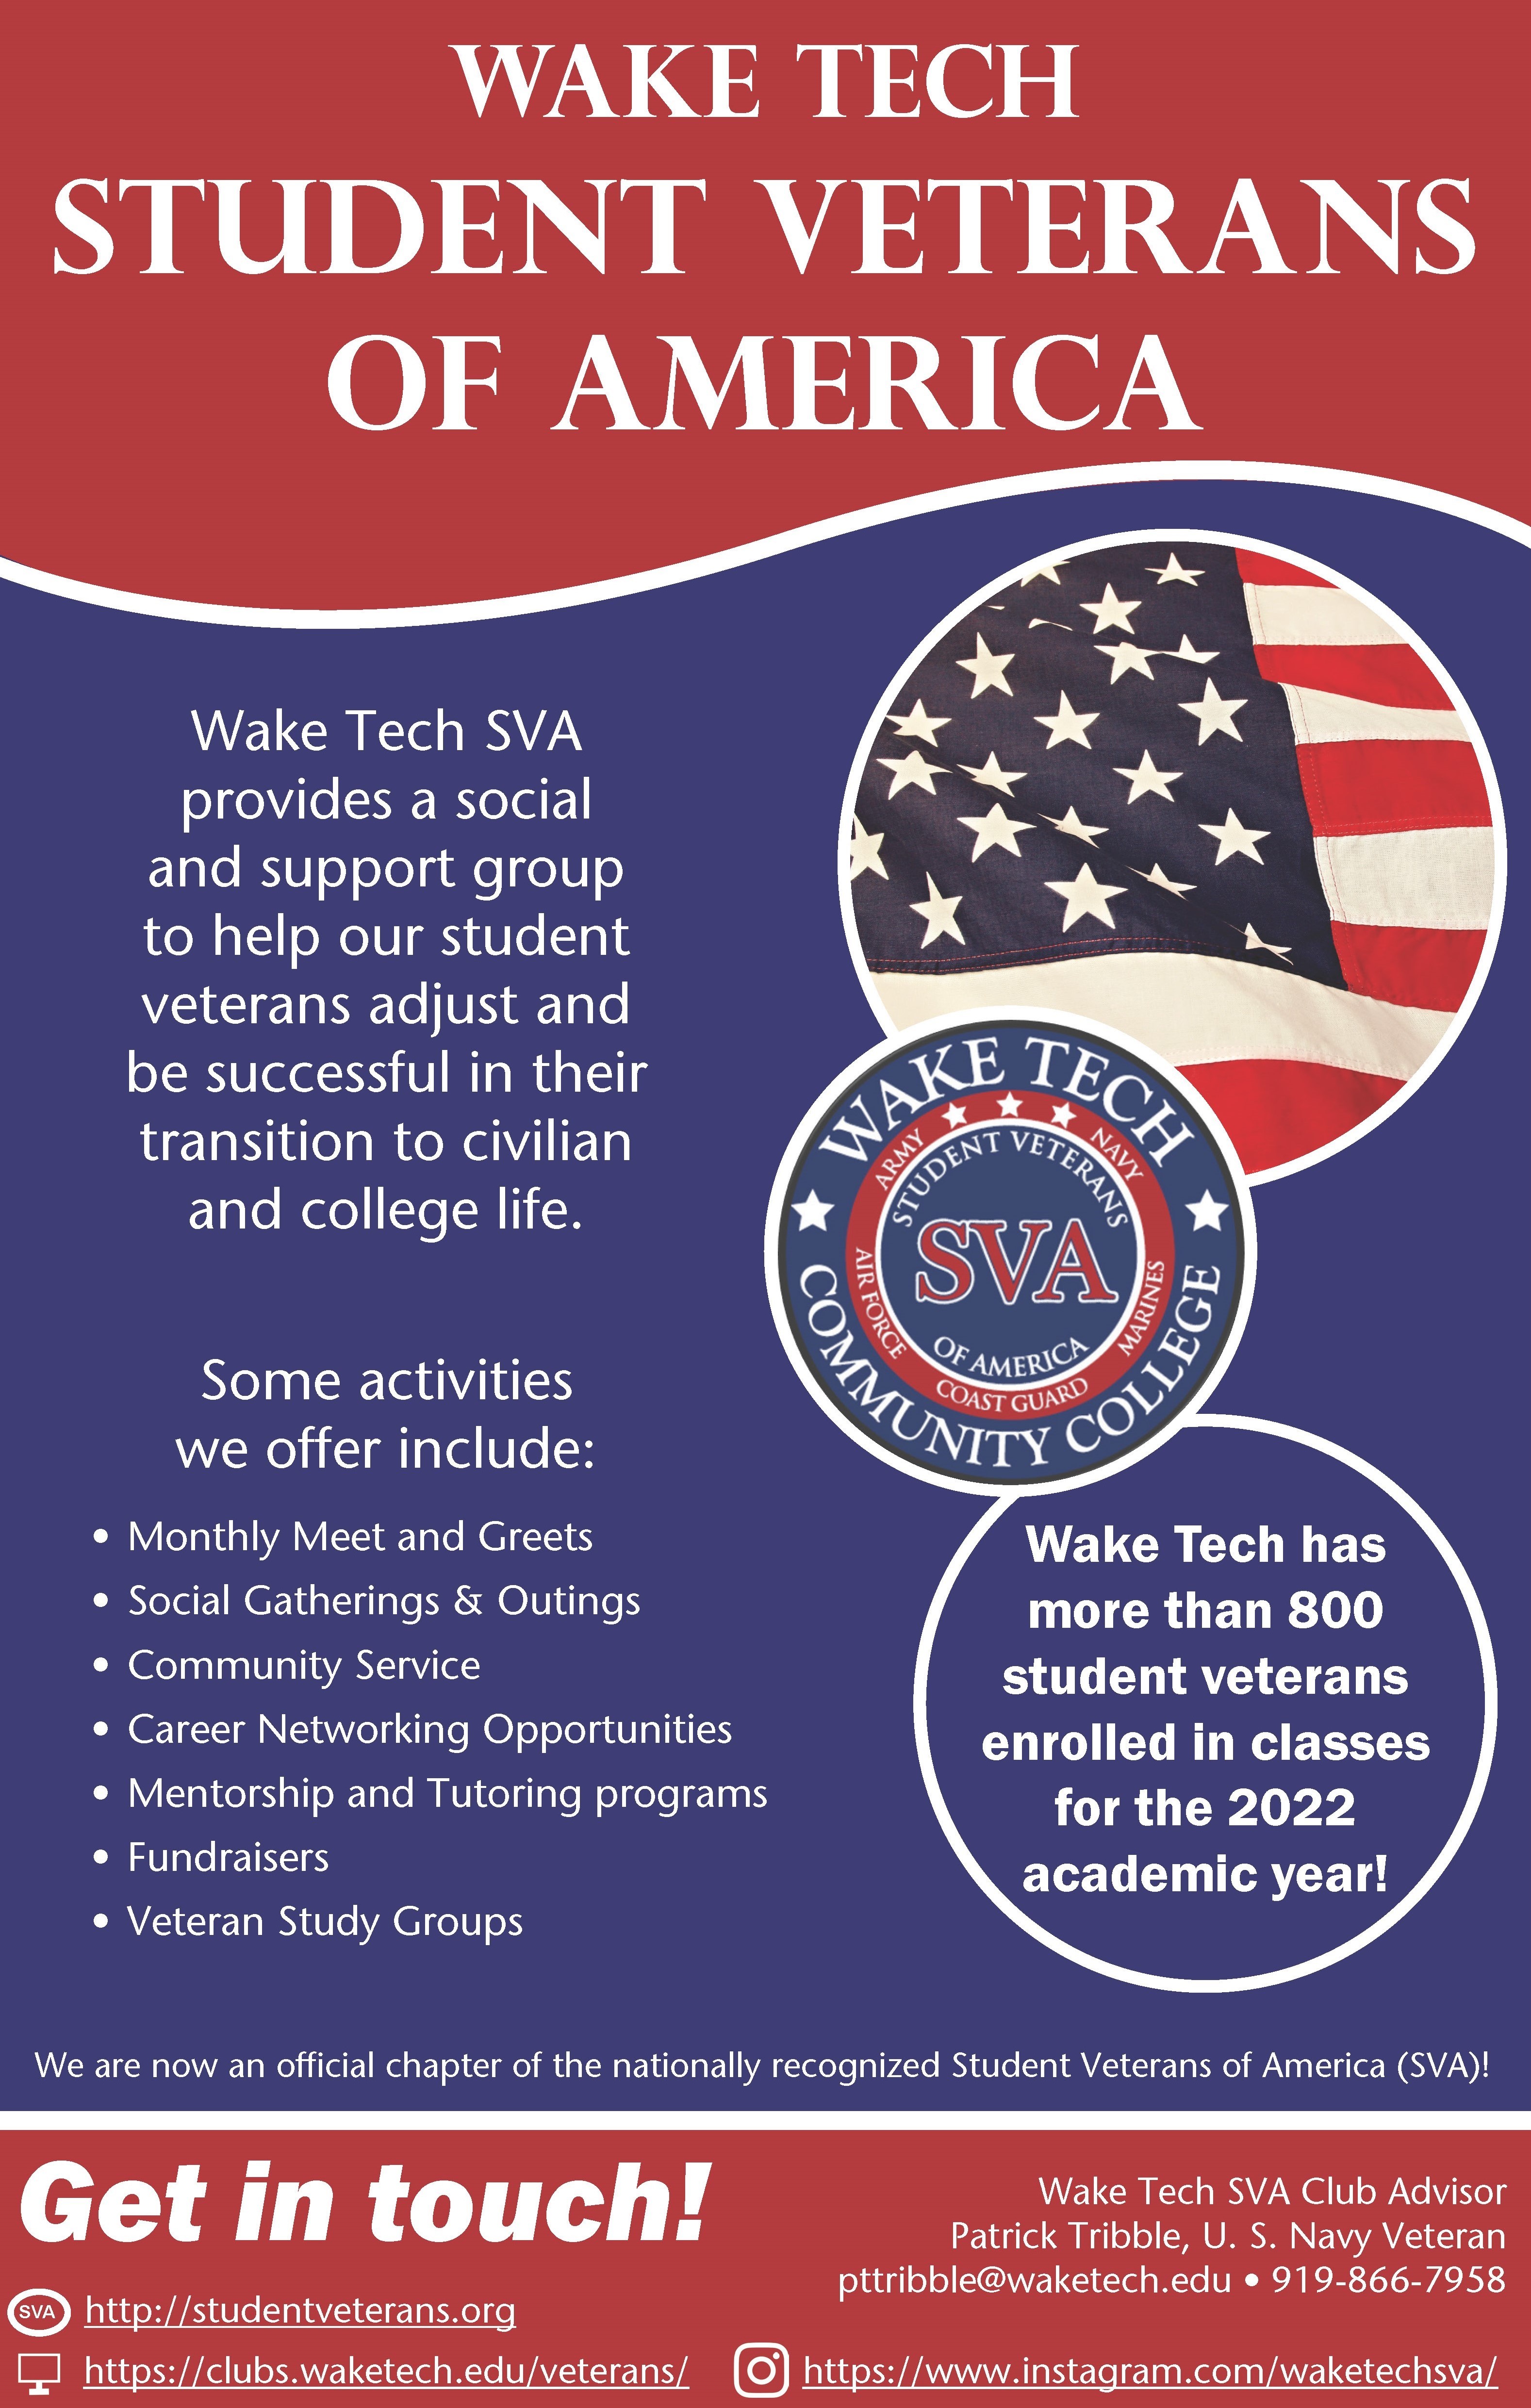 WAKE TECH
STUDENT VETERANS
OF AMERICA
Wake Tech SVA
provides a social
and support group
to help our student
veterans adjust and
be successful in their
transition to civilian
and college life.
WAKE TECH
COMMUNITY COLLEGE
ARMY
NAVY
AIR FORCE
MARINES
COAST GUARD
STUDENT VETERANS
SVA
OF AMERICA
Some activities
we offer include:
• Monthly Meet and Greets
• Social Gatherings & Outings
• Community Service
• Career Networking Opportunities
• Mentorship and Tutoring programs
• Fundraisers
• Veteran Study Groups
Wake Tech has
more than 800
student veterans
enrolled in classes
for the 2022
academic year!
We are now an official chapter of the nationally recognized Student Veterans of America (SVA)!
Get in touch!
Wake Tech SVA Club Advisor
Patrick Tribble, U. S. Navy Veteran
pttribble@waketech.edu • 919-866-7958
SVA http://studentveterans.org
https://clubs.waketech.edu/veterans/
https://www.instagram.com/waketechsva/